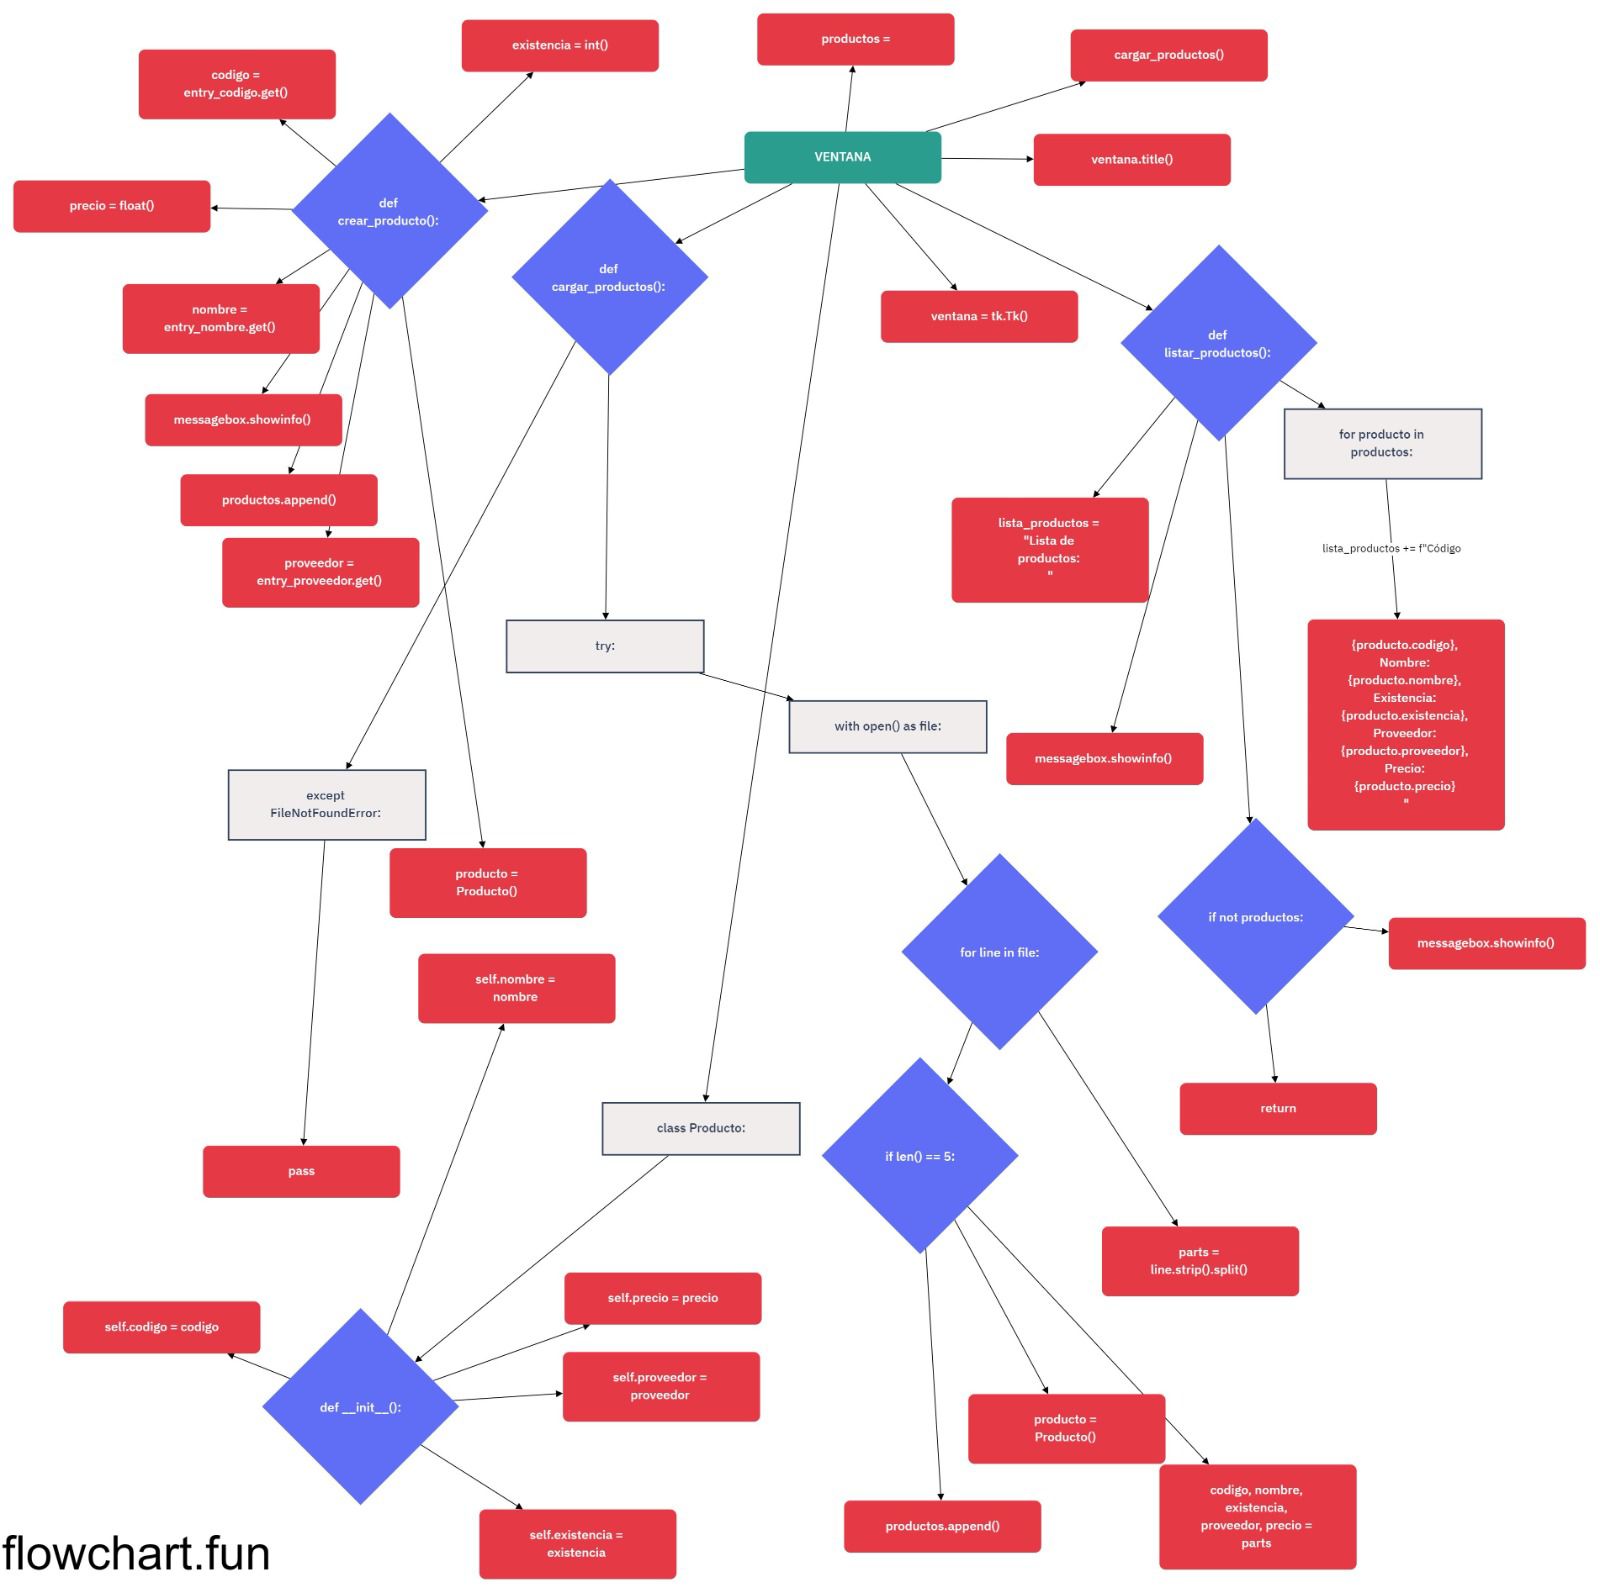 existencia = int()
productos =
cargar_productos()
codigo =
entry_codigo.get()
VENTANA
ventana.title()
precio = float()
def
crear_producto():
def
cargar_productos():
nombre =
entry_nombre.get()
ventana = tk.Tk()
def
listar_productos():
messagebox.showinfo()
for producto in
productos:
productos.append()
lista_productos =
"Lista de
productos:
"
lista_productos += f"Código
proveedor =
entry_proveedor.get()
try:
{producto.codigo},
Nombre:
{producto.nombre},
Existencia:
{producto.existencia},
Proveedor:
{producto.proveedor},
Precio:
{producto.precio}
"
with open() as file:
messagebox.showinfo()
except
FileNotFoundError:
producto =
Producto()
if not productos:
messagebox.showinfo()
for line in file:
self.nombre =
nombre
return
class Producto:
if len() == 5:
pass
parts =
line.strip().split()
self.precio = precio
self.codigo = codigo
self.proveedor =
proveedor
def __init__():
producto =
Producto()
codigo, nombre,
existencia,
proveedor, precio =
parts
productos.append()
self.existencia =
existencia
flowchart.fun